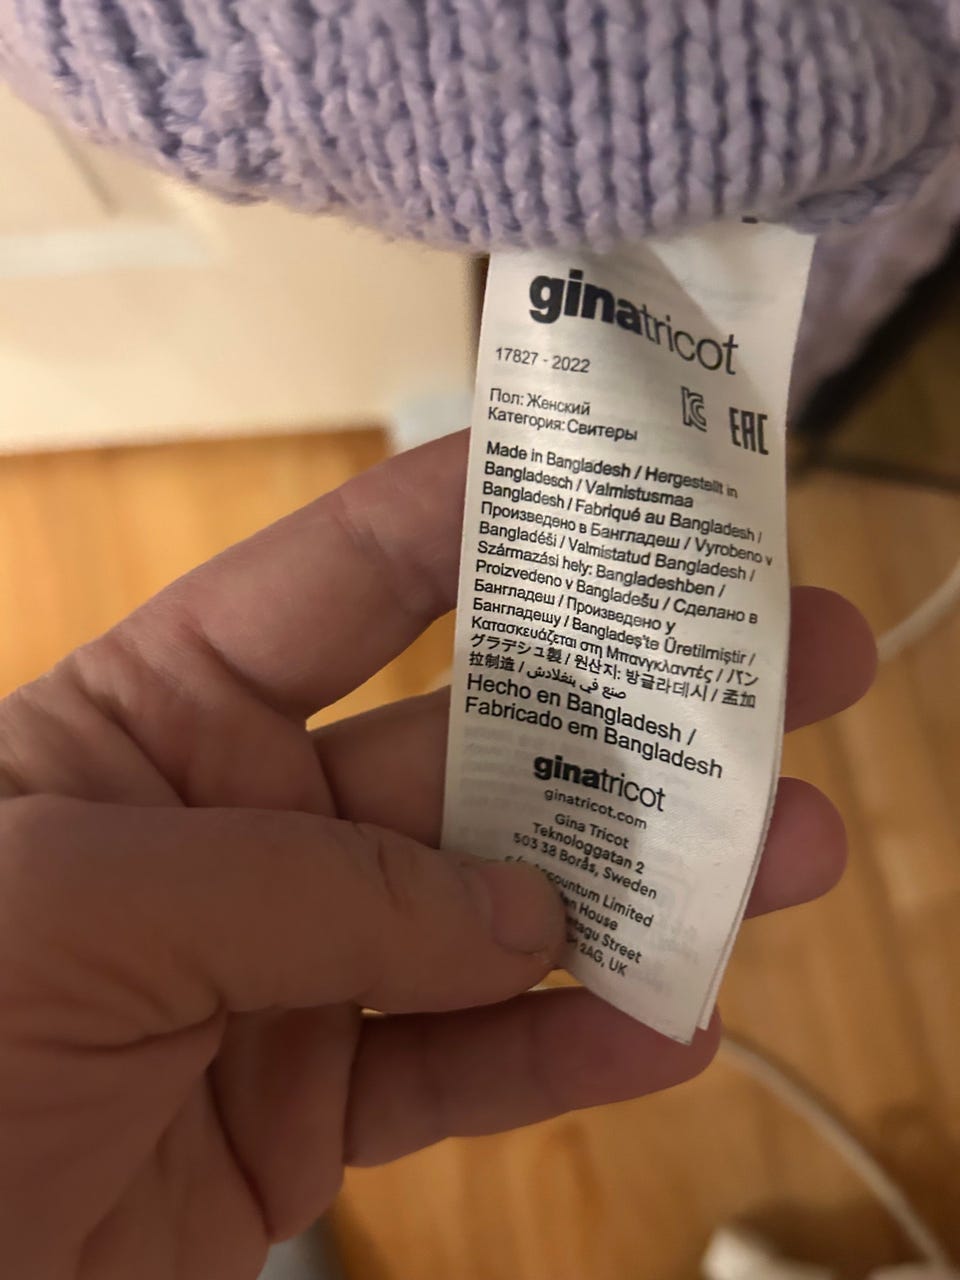 ginatricot
17827 - 2022
Пол: Женский
Категория: Свитеры
EAC
Made in Bangladesh / Hergestellt in
Bangladesch / Valmistusmaa
Bangladesh / Fabriqué au Bangladesh /
Произведено в Бангладеш / Vyrobeno v
Bangladéši / Valmistatud Bangladesh /
Származási hely: Bangladeshben /
Proizvedeno v Bangladešu / Сделано в
Бангладеш / Произведено у
Бангладешу / Bangladeş'te Üretilmiştir /
Κατασκευάζεται στη Μπανγκλαντές / バン
グラデシュ製 / 원산지: 방글라데시 / 孟加
拉制造 / صنع في بنغلادش
Hecho en Bangladesh /
Fabricado em Bangladesh
ginatricot
ginatricot.com
Gina Tricot
Teknologgatan 2
503 38 Borås, Sweden
Limited
House
Street
2AG, UK